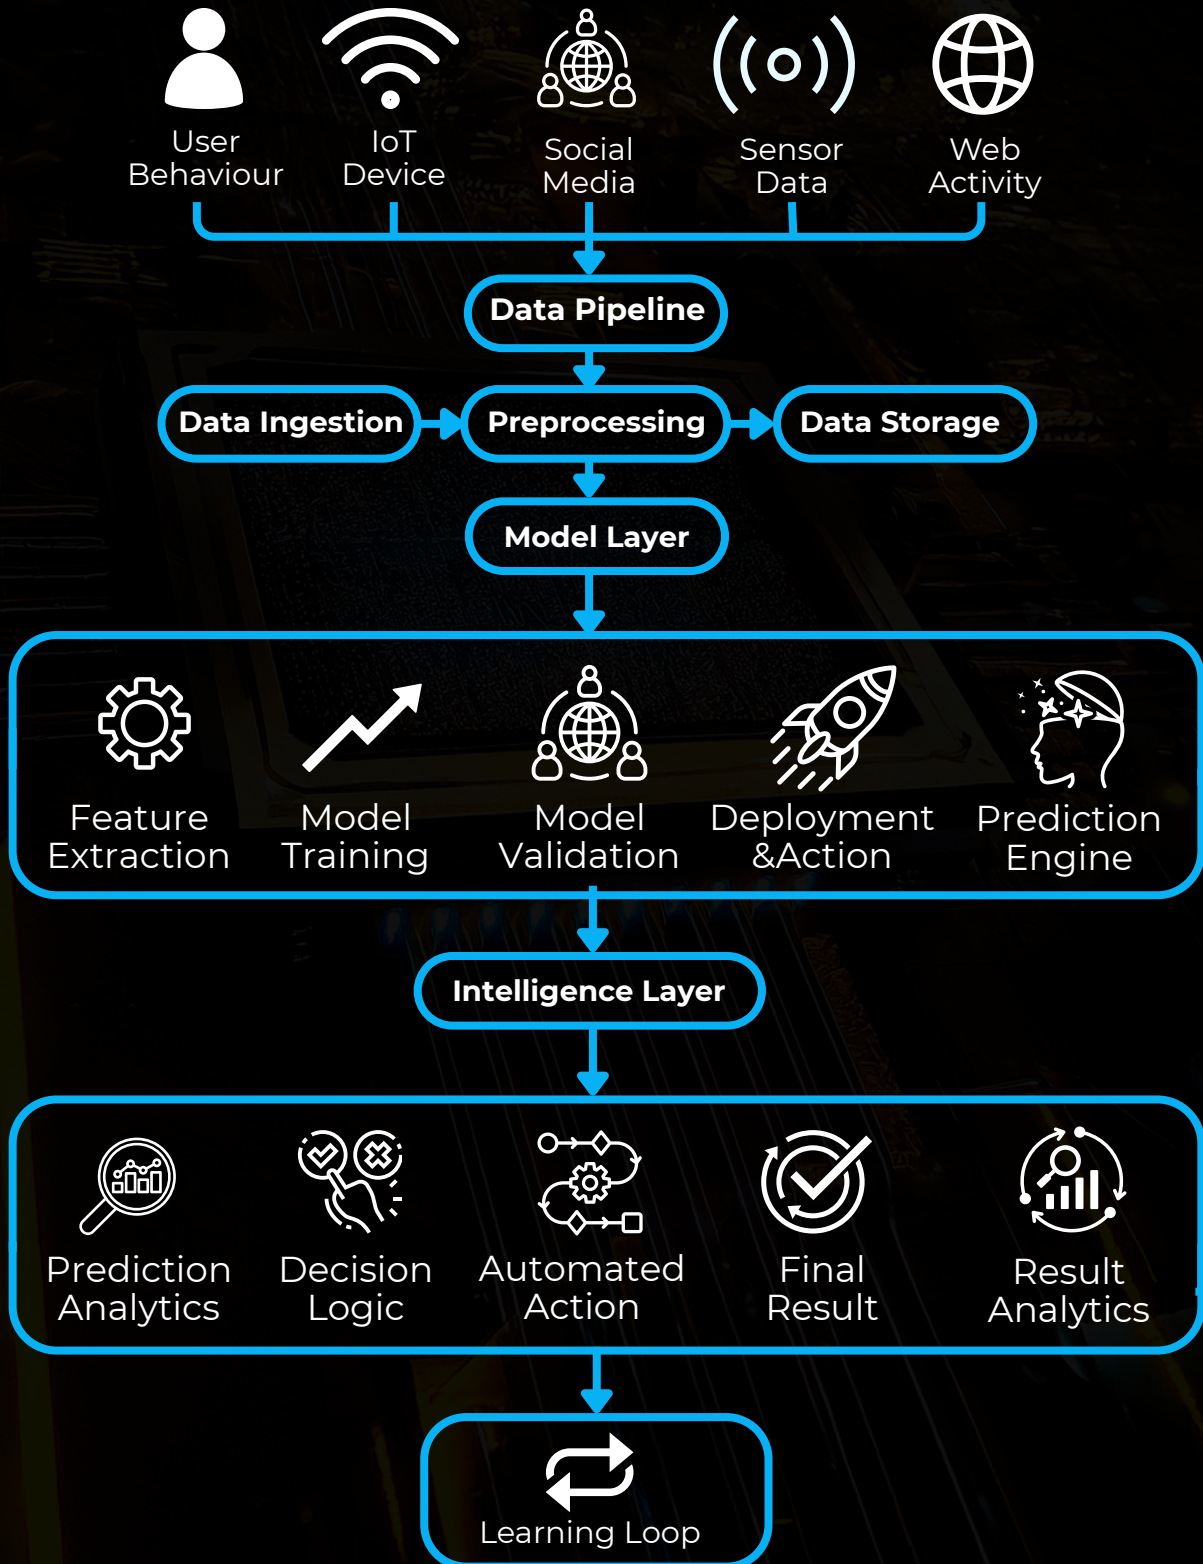 User
Behaviour
IoT
Device
Social
Media
Sensor
Data
Web
Activity
Data Pipeline
Data Ingestion
Preprocessing
Data Storage
Model Layer
Feature
Extraction
Model
Training
Model
Validation
Deployment
&Action
Prediction
Engine
Intelligence Layer
Prediction
Analytics
Decision
Logic
Automated
Action
Final
Result
Result
Analytics
Learning Loop